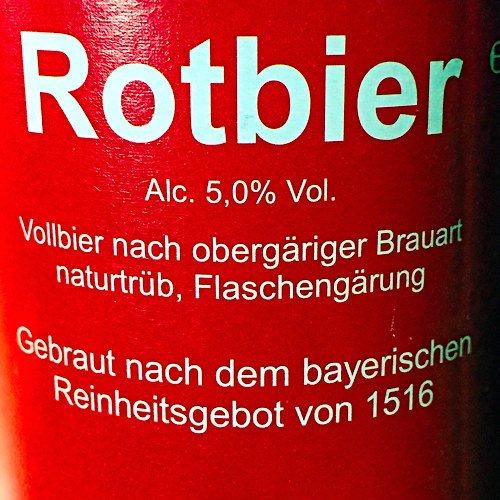 Rotbier
Alc. 5,0% Vol.
Vollbier nach obergäriger Brauart
naturtrüb, Flaschengärung
Gebraut nach dem bayerischen
Reinheitsgebot von 1516